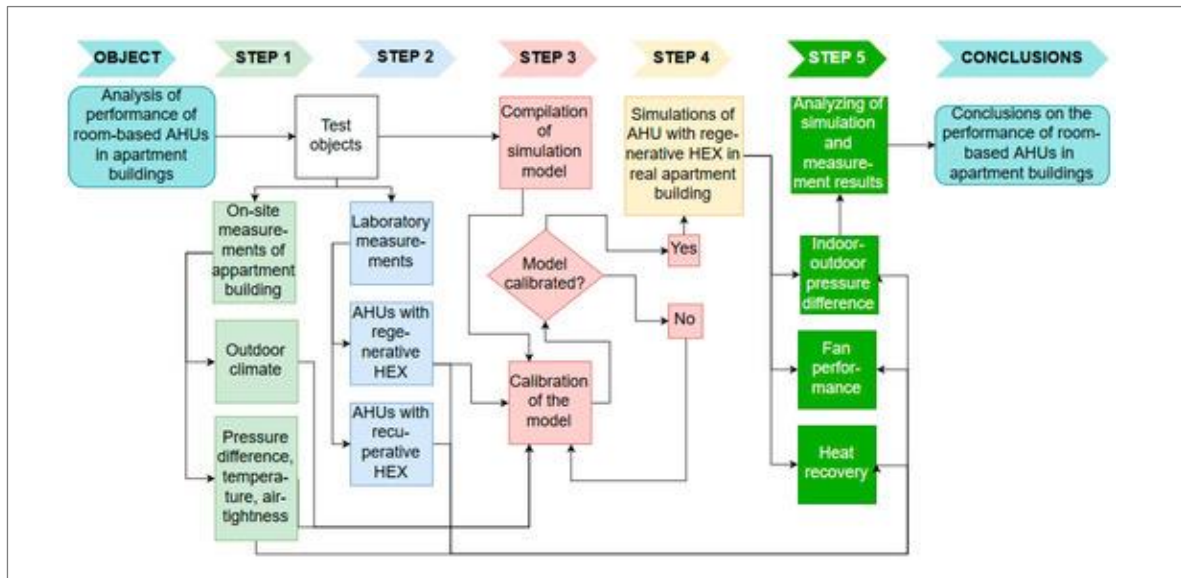 OBJECT
STEP 1
STEP 2
STEP 3
STEP 4
STEP 5
CONCLUSIONS
Analysis of
performance of
room-based AHUs
in apartment
buildings
Test
objects
Compilation
of
simulation
model
Simulations of
AHU with rege-
nerative HEX in
real apartment
building
Analyzing of
simulation
and
measure-
ment results
Conclusions on the
performance of room-
based AHUs in
apartment buildings
On-site
measure-
ments of
appartment
building
Laboratory
measure-
ments
Model
calibrated?
Yes
No
Indoor-
outdoor
pressure
difference
Outdoor
climate
AHUs with
rege-
nerative
HEX
Calibration
of the
model
Fan
perfor-
mance
Pressure
difference,
tempera-
ture, air-
tightness
AHUs with
recu-
perative
HEX
Heat
recovery